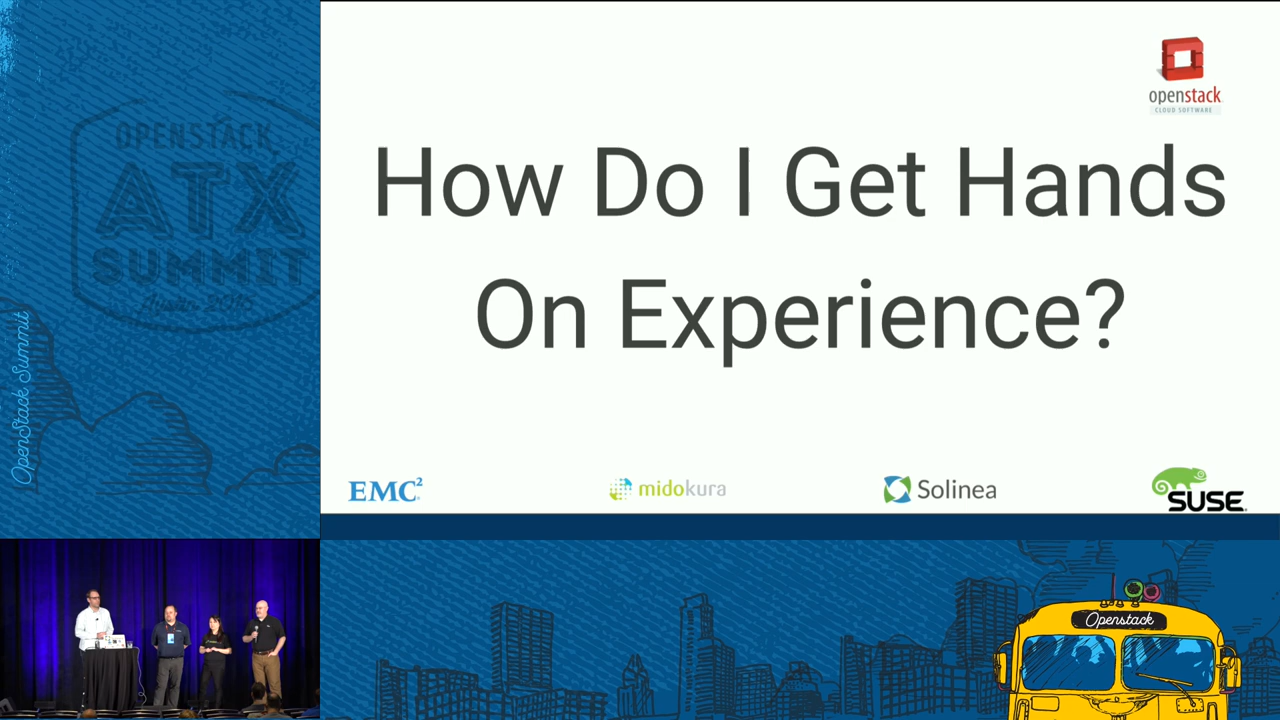 OPENSTACK
ATX
SUMMIT
Austin 2016
OpenStack Summit
openstack
CLOUD SOFTWARE
How Do I Get Hands
On Experience?
EMC²
midokura
Solinea
SUSE
Openstack